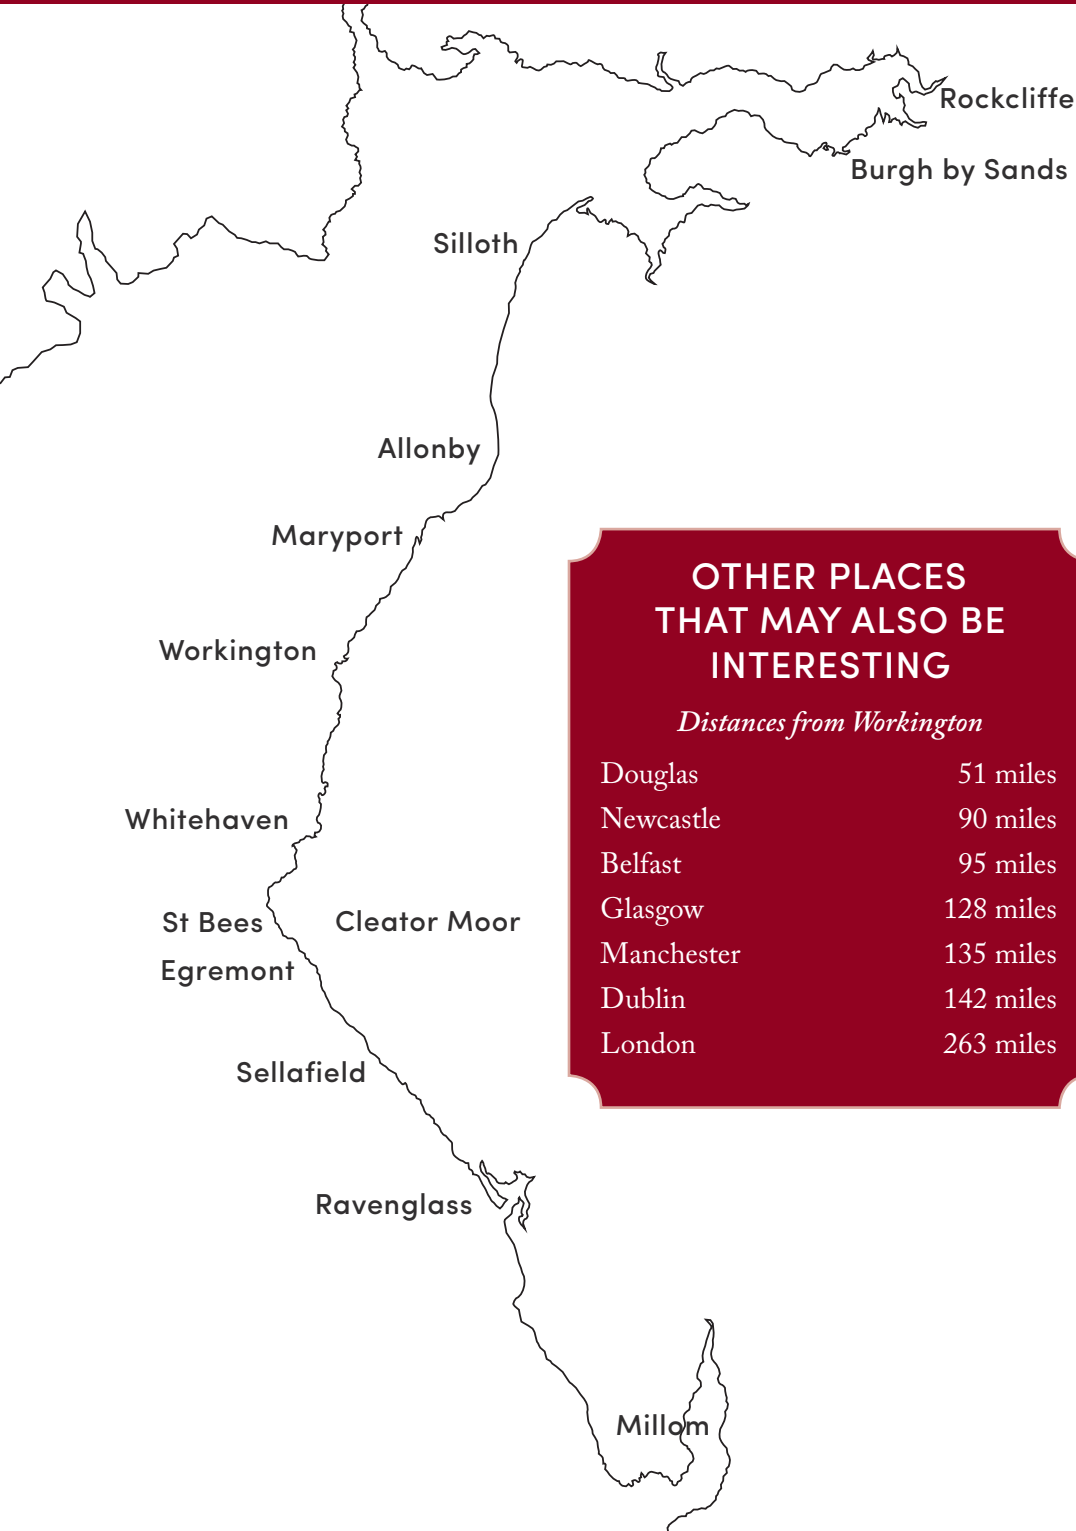 Rockcliffe
Burgh by Sands
Silloth
Allonby
Maryport
Workington
Whitehaven
St Bees
Cleator Moor
Egremont
Sellafield
Ravenglass
Millom
OTHER PLACES
THAT MAY ALSO BE
INTERESTING
Distances from Workington
Douglas 51 miles
Newcastle 90 miles
Belfast 95 miles
Glasgow 128 miles
Manchester 135 miles
Dublin 142 miles
London 263 miles